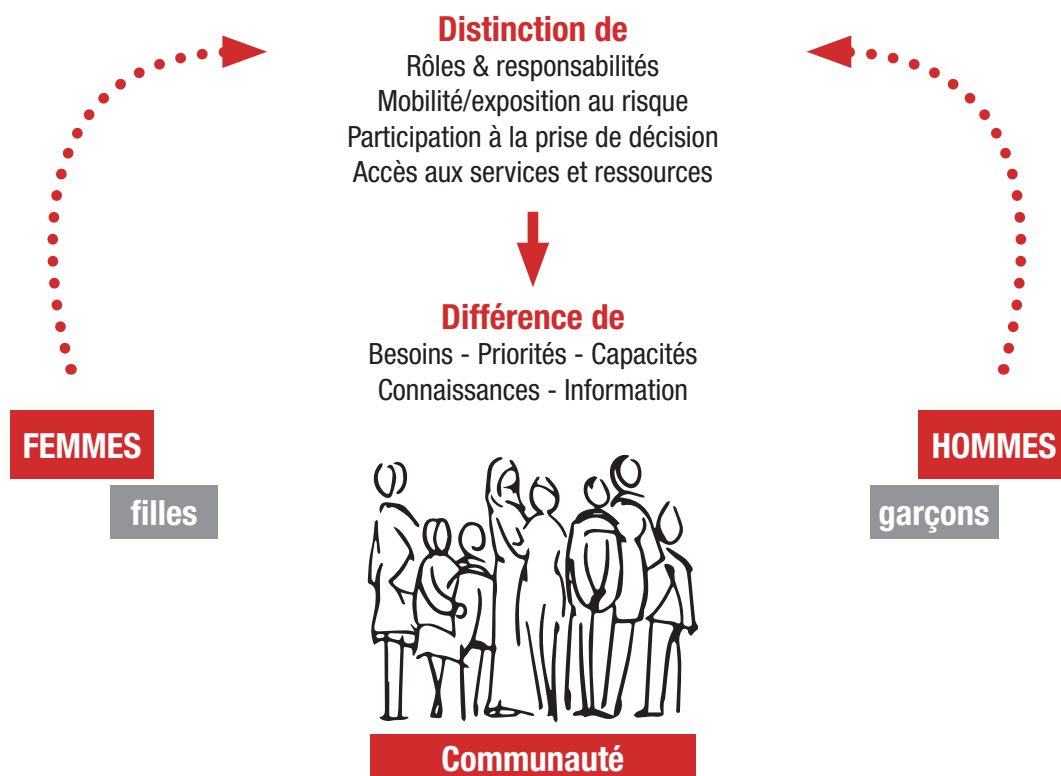 Distinction de
Rôles & responsabilités
Mobilité/exposition au risque
Participation à la prise de décision
Accès aux services et ressources
Différence de
Besoins - Priorités - Capacités
Connaissances - Information
FEMMES
filles
HOMMES
garçons
Communauté